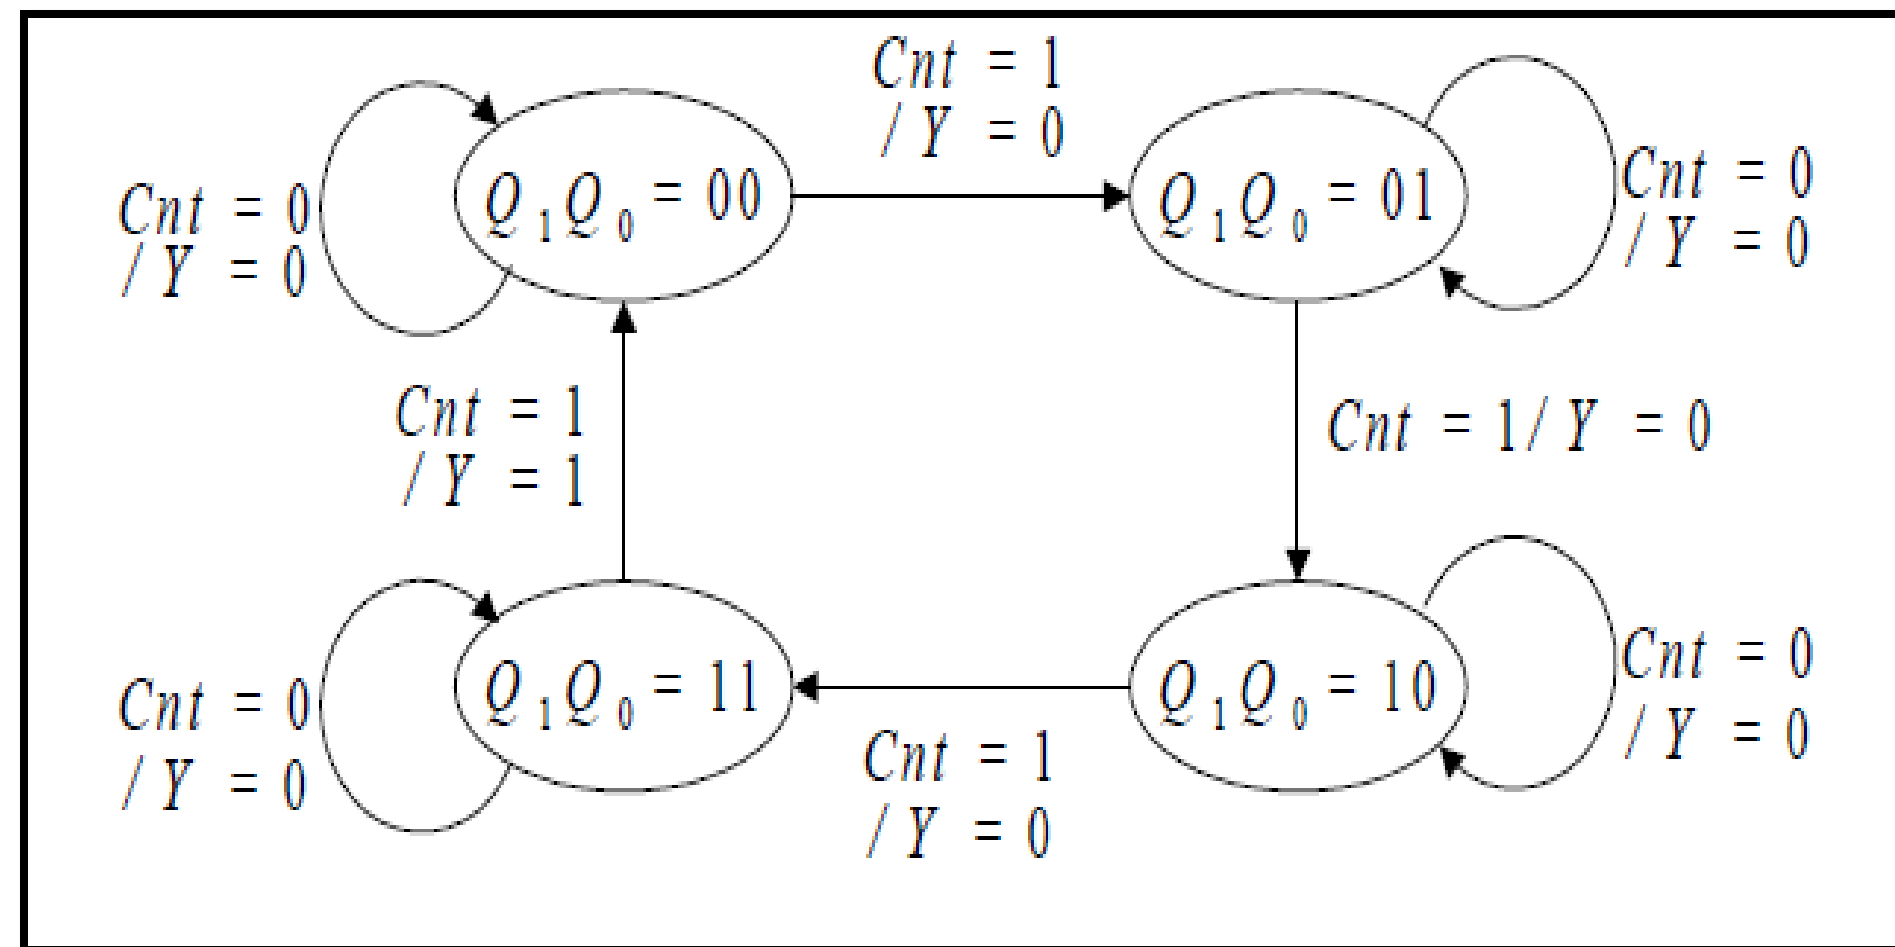 Cnt = 1
/ Y = 0
Cnt = 0
/ Y = 0
Q₁Q₀ = 00
Q₁Q₀ = 01
Cnt = 0
/ Y = 0
Cnt = 1
/ Y = 1
Cnt = 1/ Y = 0
Cnt = 0
/ Y = 0
Q₁Q₀ = 11
Q₁Q₀ = 10
Cnt = 0
/ Y = 0
Cnt = 1
/ Y = 0